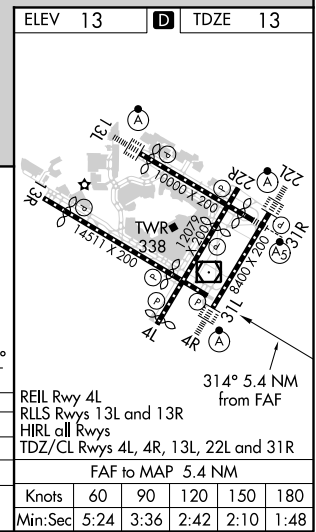 ELEV 13 D TDZE 13
A
13L
P
22R
22L
10000 X 200
A
13R
P
P
TWR
338
12079 X 200
P
P
31R
A5
14511 X 200
P
8400 X 200
P
P
31L
4L
4R
A
314° 5.4 NM
from FAF
REIL Rwy 4L
RLLS Rwys 13L and 13R
HIRL all Rwys
TDZ/CL Rwys 4L, 4R, 13L, 22L and 31R
FAF to MAP 5.4 NM
Knots 60 90 120 150 180
Min:Sec 5:24 3:36 2:42 2:10 1:48